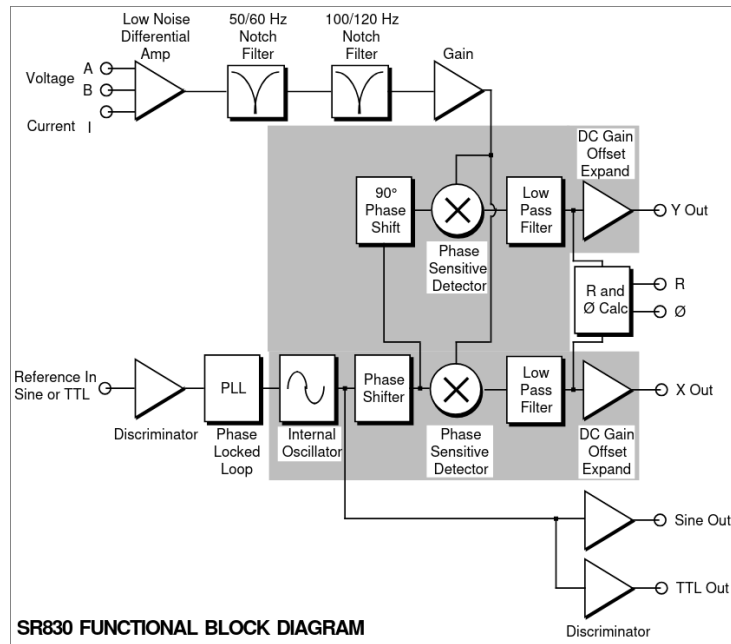 Low Noise
Differential
Amp
50/60 Hz
Notch
Filter
100/120 Hz
Notch
Filter
Gain
Voltage
A
B
Current
I
DC Gain
Offset
Expand
90°
Phase
Shift
Low
Pass
Filter
Y Out
Phase
Sensitive
Detector
R and
Ø Calc
R
Ø
Reference In
Sine or TTL
PLL
Phase
Shifter
Low
Pass
Filter
X Out
Discriminator
Phase
Locked
Loop
Internal
Oscillator
Phase
Sensitive
Detector
DC Gain
Offset
Expand
Sine Out
TTL Out
Discriminator
SR830 FUNCTIONAL BLOCK DIAGRAM